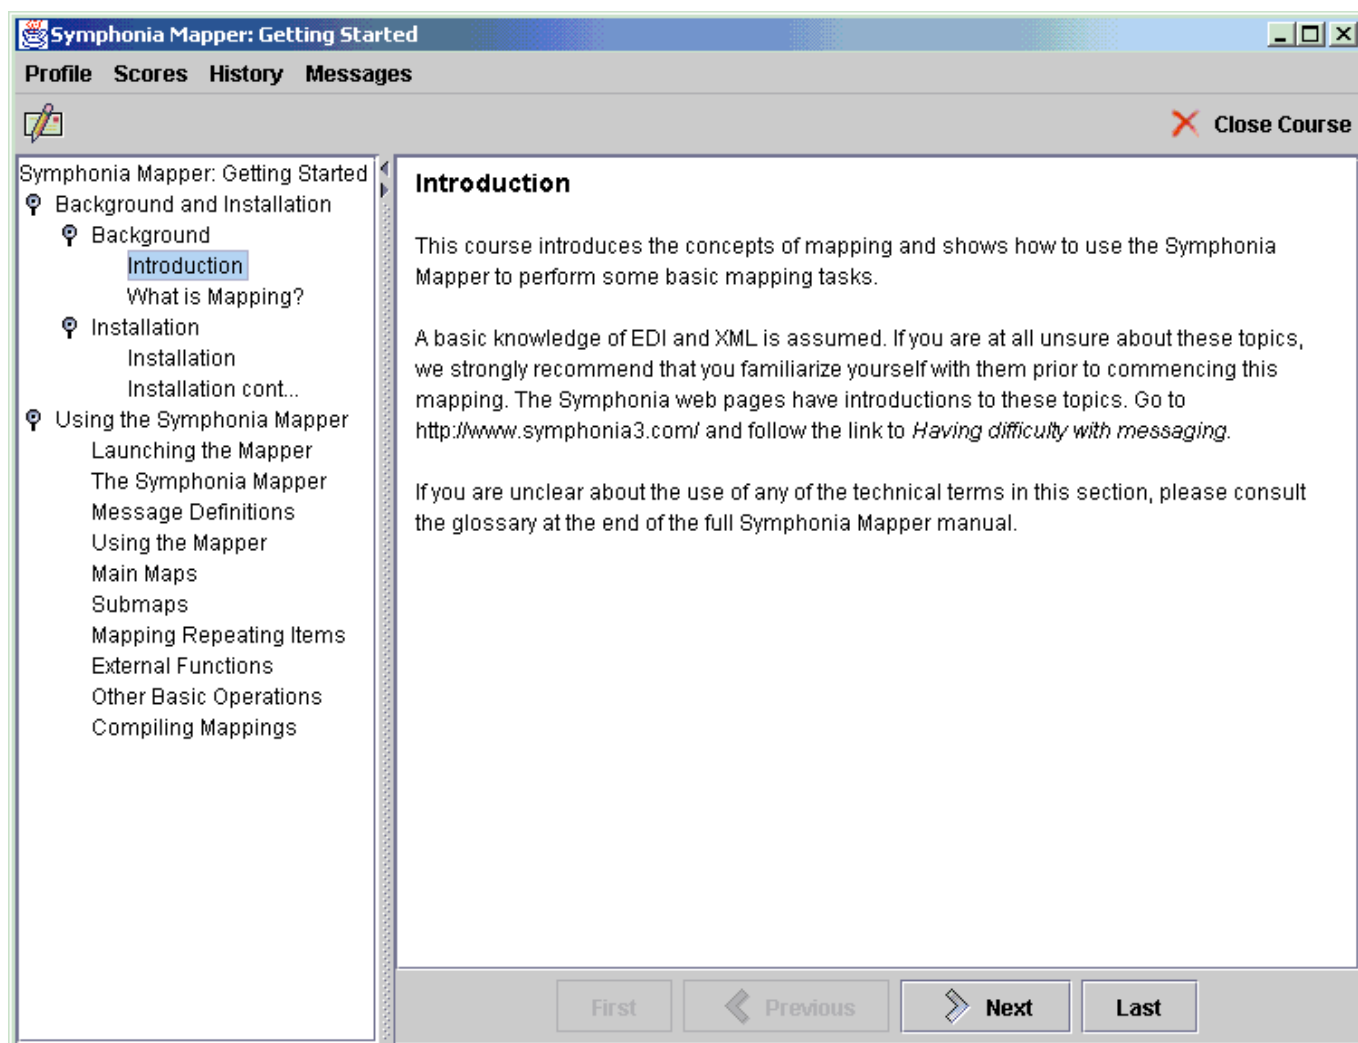 Symphonia Mapper: Getting Started
Profile Scores History Messages
Close Course
Symphonia Mapper: Getting Started
Background and Installation
Background
Introduction
What is Mapping?
Installation
Installation
Installation cont...
Using the Symphonia Mapper
Launching the Mapper
The Symphonia Mapper
Message Definitions
Using the Mapper
Main Maps
Submaps
Mapping Repeating Items
External Functions
Other Basic Operations
Compiling Mappings
Introduction
This course introduces the concepts of mapping and shows how to use the Symphonia
Mapper to perform some basic mapping tasks.
A basic knowledge of EDI and XML is assumed. If you are at all unsure about these topics,
we strongly recommend that you familiarize yourself with them prior to commencing this
mapping. The Symphonia web pages have introductions to these topics. Go to
http://www.symphonia3.com/ and follow the link to Having difficulty with messaging.
If you are unclear about the use of any of the technical terms in this section, please consult
the glossary at the end of the full Symphonia Mapper manual.
First Previous Next Last